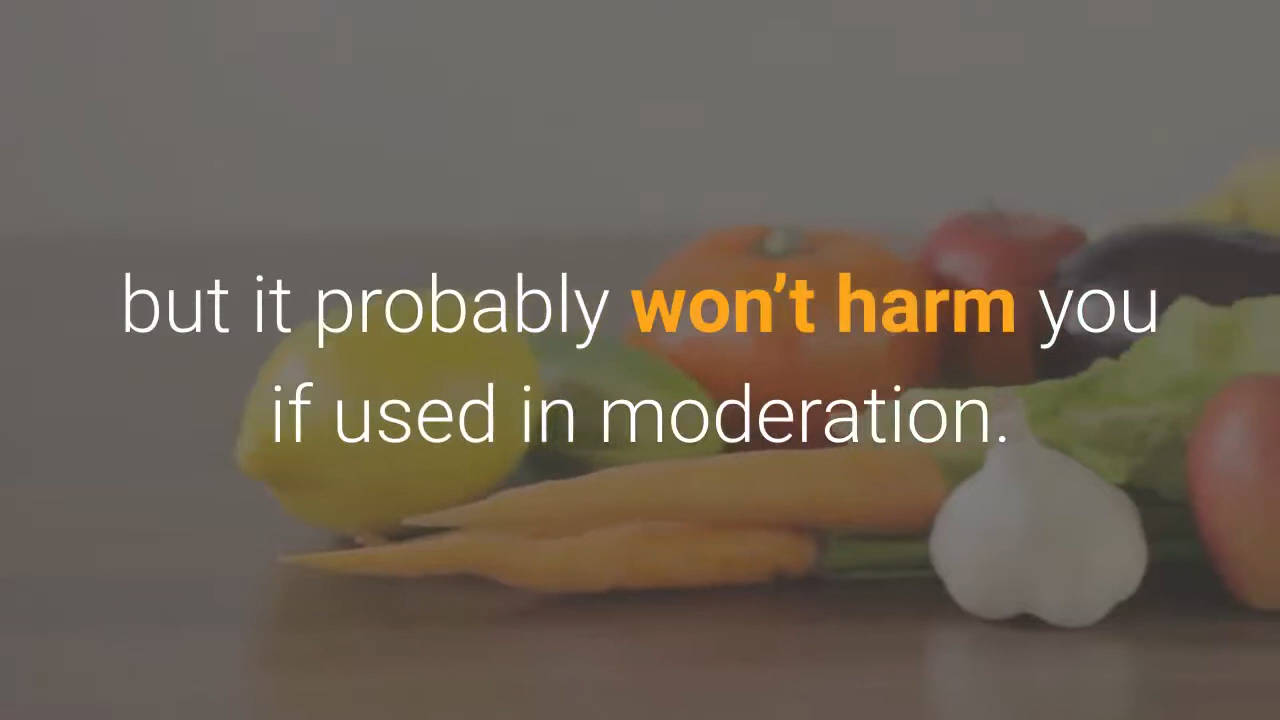 but it probably won’t harm you
if used in moderation.